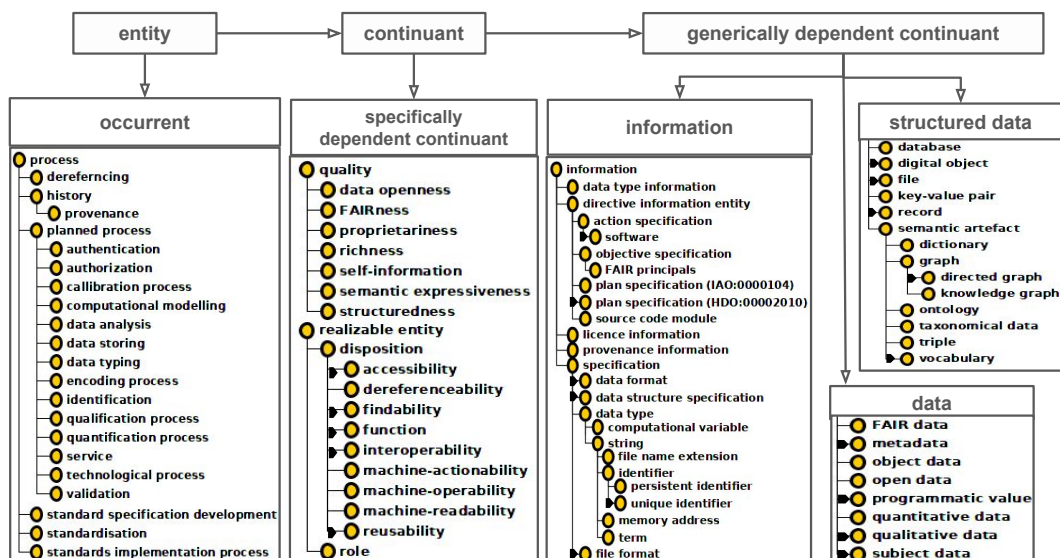 entity
continuant
generically dependent continuant
occurrent
process
dereferncing
history
provenance
planned process
authentication
authorization
callibration process
computational modelling
data analysis
data storing
data typing
encoding process
identification
qualification process
quantification process
service
technological process
validation
standard specification development
standardisation
standards implementation process
specifically
dependent continuant
quality
data openness
FAIRness
proprietariness
richness
self-information
semantic expressiveness
structuredness
realizable entity
disposition
accessibility
dereferenceability
findability
function
interoperability
machine-actionability
machine-operability
machine-readability
reusability
role
information
information
data type information
directive information entity
action specification
software
objective specification
FAIR principals
plan specification (IAO:0000104)
plan specification (HDO:00002010)
source code module
licence information
provenance information
specification
data format
data structure specification
data type
computational variable
string
file name extension
identifier
persistent identifier
unique identifier
memory address
term
file format
structured data
database
digital object
file
key-value pair
record
semantic artefact
dictionary
graph
directed graph
knowledge graph
ontology
taxonomical data
triple
vocabulary
data
FAIR data
metadata
object data
open data
programmatic value
quantitative data
qualitative data
subject data